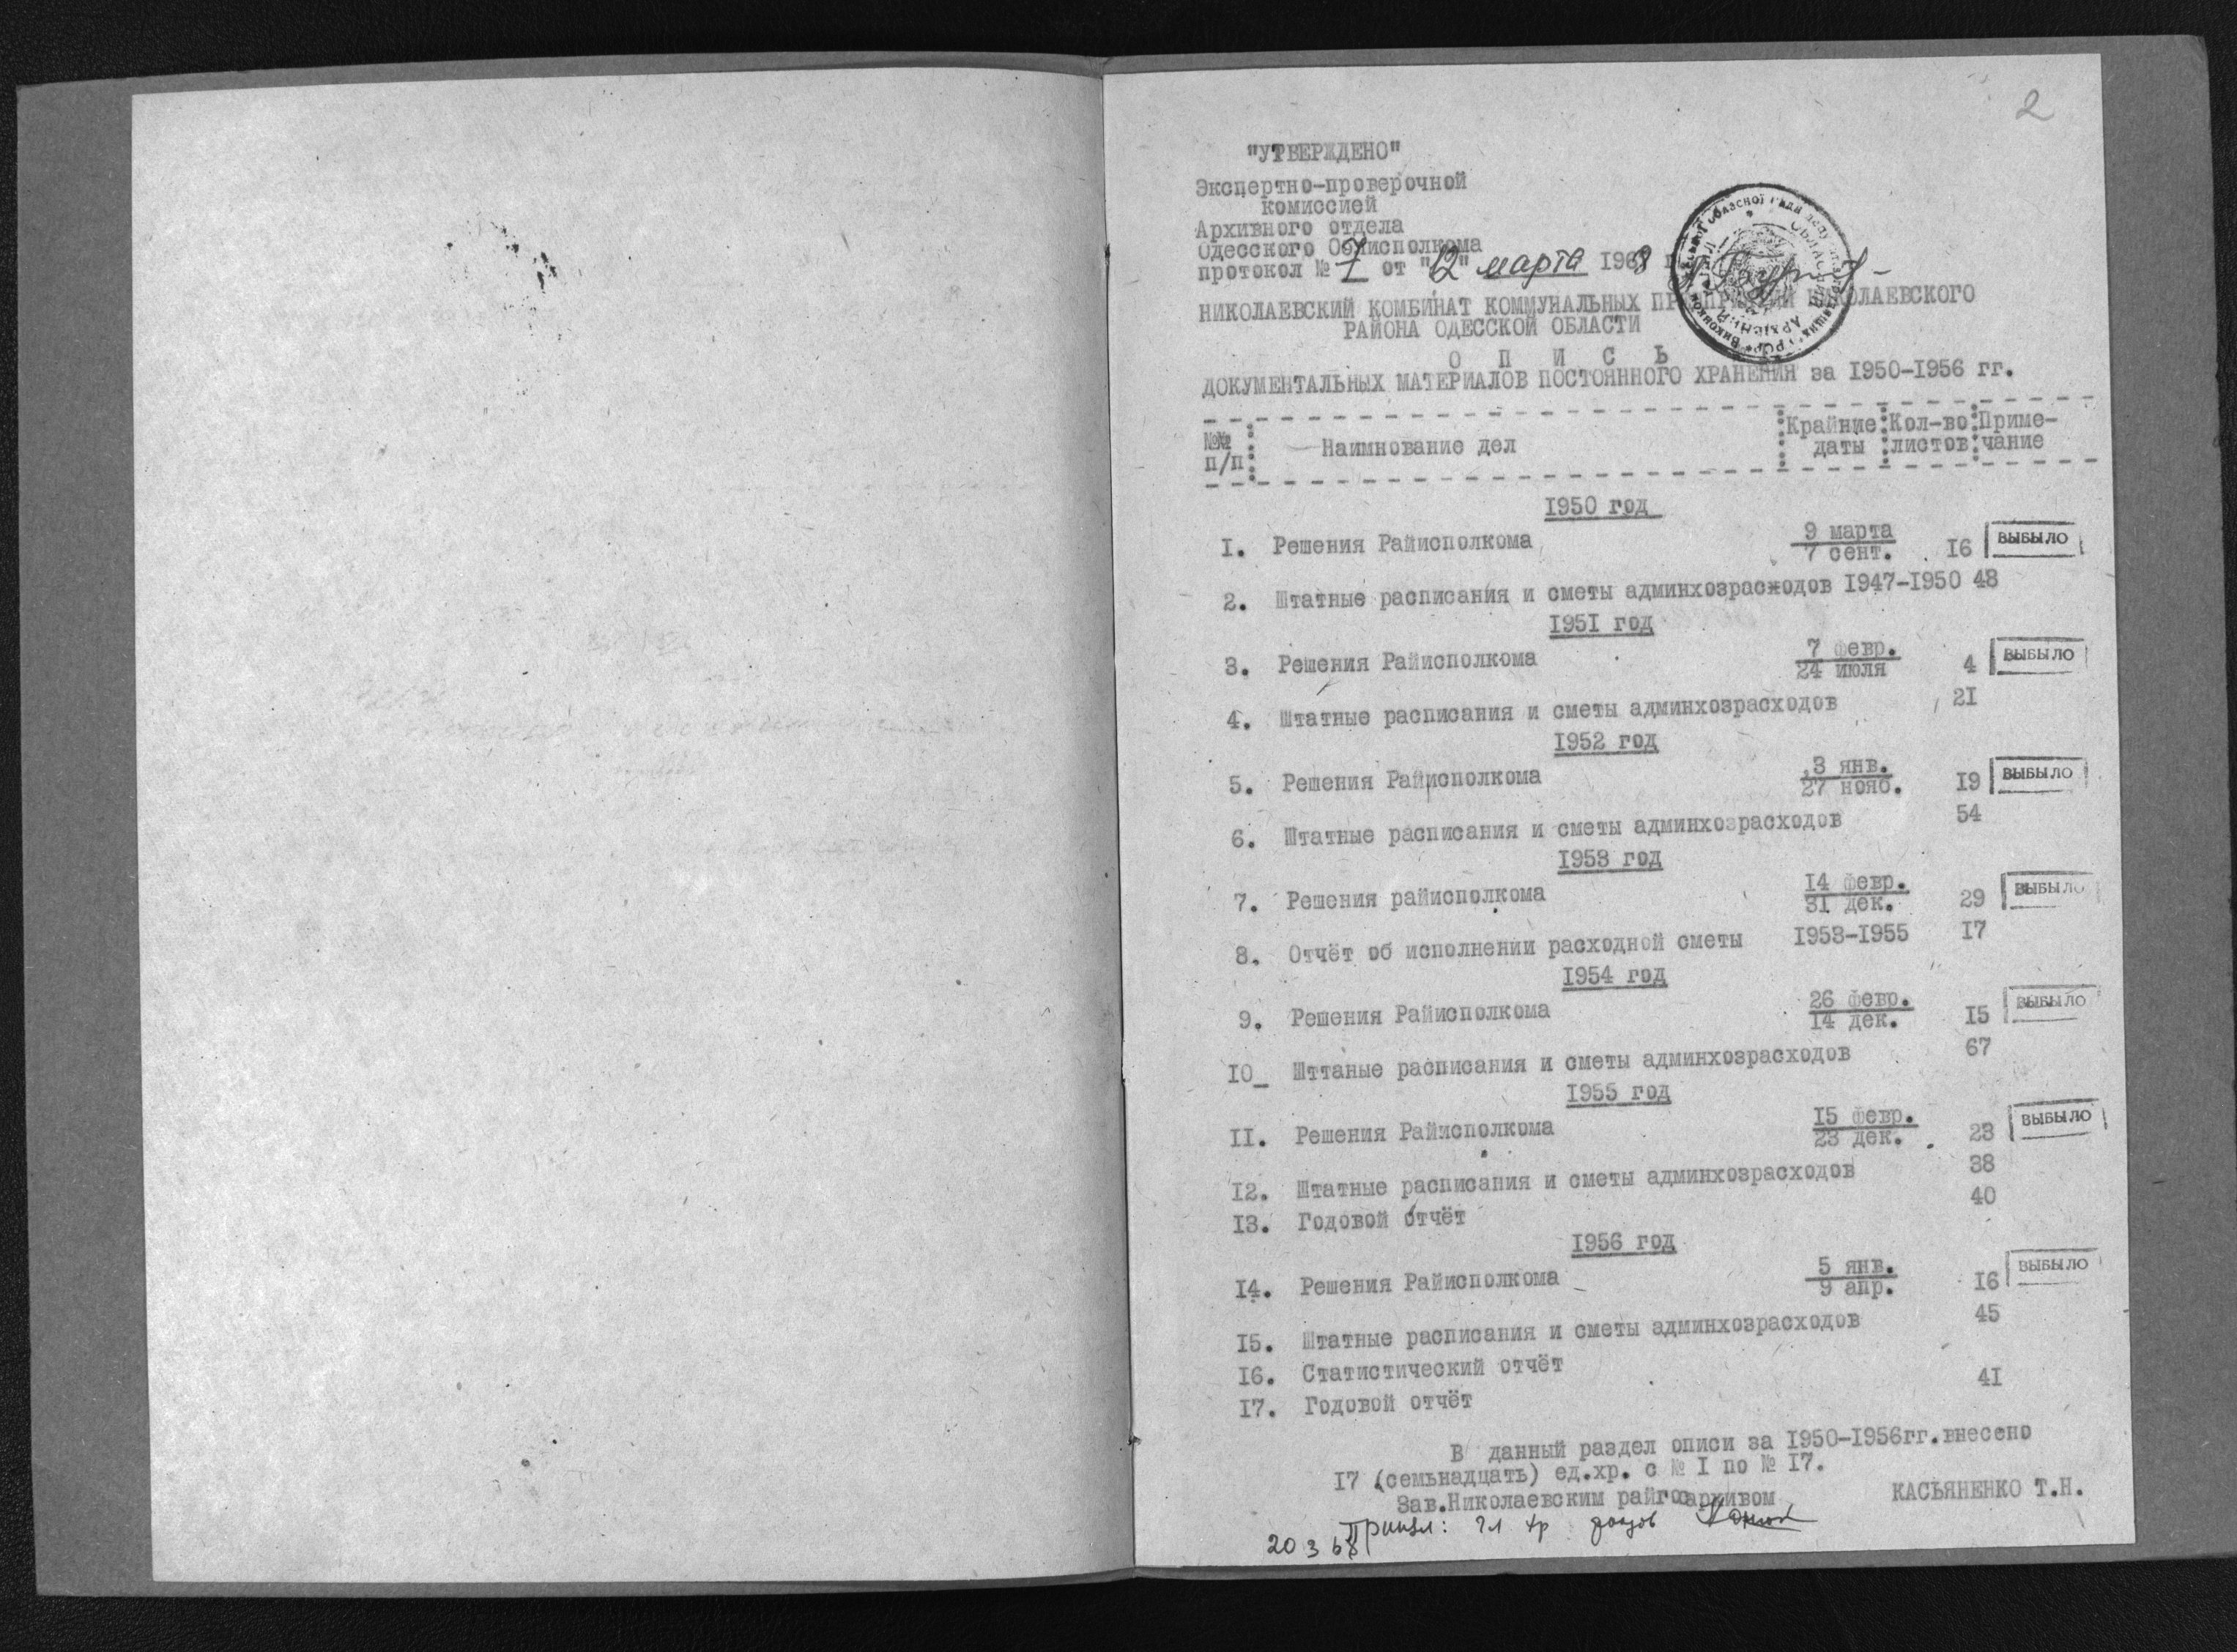 2
"УТВЕРЖДЕНО"
Экспертно-проверочной
комиссией
Архивного отдела
Одесского Облисполкома
протокол № 7 от "12" марта 1968
НИКОЛАЕВСКИЙ КОМБИНАТ КОММУНАЛЬНЫХ ПРЕДПРИЯТИЙ НИКОЛАЕВСКОГО
РАЙОНА ОДЕССКОЙ ОБЛАСТИ
О П И С Ь
ДОКУМЕНТАЛЬНЫХ МАТЕРИАЛОВ ПОСТОЯННОГО ХРАНЕНИЯ за 1950-1956 гг.
№№ п/п Наимнование дел Крайние даты Кол-во листов Приме-чание
1950 год
1. Решения Райисполкома 9 марта 7 сент. 16 ВЫБЫЛО
2. Штатные расписания и сметы админхозрасходов 1947-1950 48
1951 год
3. Решения Райисполкома 7 февр. 24 июля 4 ВЫБЫЛО
4. Штатные расписания и сметы админхозрасходов 21
1952 год
5. Решения Райисполкома 3 янв. 27 нояб. 19 ВЫБЫЛО
6. Штатные расписания и сметы админхозрасходов 54
1953 год
7. Решения райисполкома 14 февр. 31 дек. 29 ВЫБЫЛО
8. Отчёт об исполнении расходной сметы 1953-1955 17
1954 год
9. Решения Райисполкома 26 февр. 14 дек. 15 ВЫБЫЛО
10_ Шттаные расписания и сметы админхозрасходов 67
1955 год
11. Решения Райисполкома 15 февр. 23 дек. 23 ВЫБЫЛО
12. Штатные расписания и сметы админхозрасходов 38
13. Годовой отчёт 40
1956 год
14. Решения Райисполкома 5 янв. 9 апр. 16 ВЫБЫЛО
15. Штатные расписания и сметы админхозрасходов 45
16. Статистический отчёт
17. Годовой отчёт 41
В данный раздел описи за 1950-1956гг.внесено
17 (семьнадцать) ед.хр. с № 1 по № 17.
Зав.Николаевским райгосархивом КАСЬЯНЕНКО Т.Н.
Принял: гл хр фондов
20 3 68